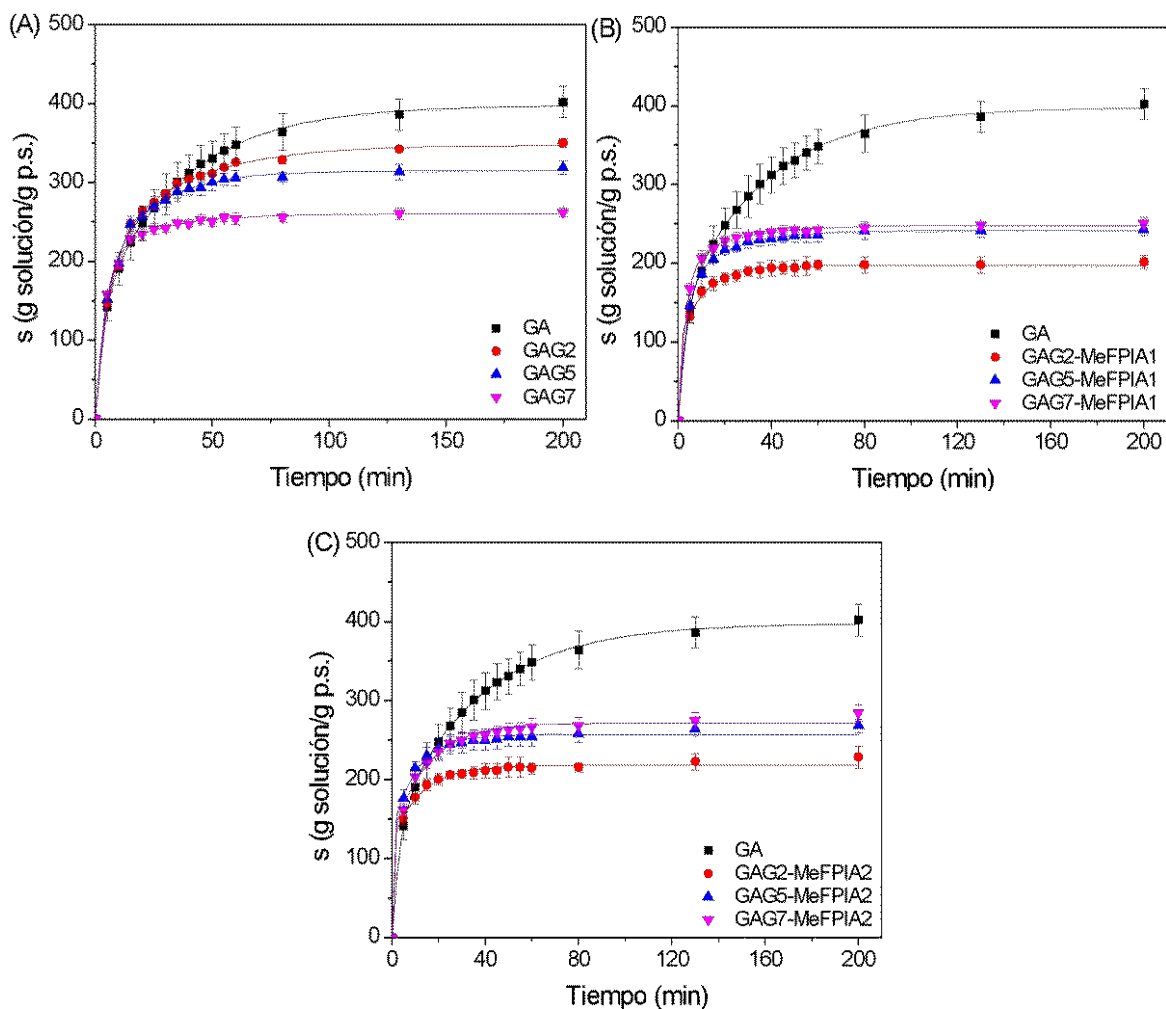 (A)
500
400
300
200
100
0
s (g solución/g p.s.)
GA
GAG2
GAG5
GAG7
0
50
100
150
200
Tiempo (min)
(B)
500
400
300
200
100
0
s (g solución/g p.s.)
GA
GAG2-MeFPIA1
GAG5-MeFPIA1
GAG7-MeFPIA1
0
40
80
120
160
200
Tiempo (min)
(C)
500
400
300
200
100
0
s (g solución/g p.s.)
GA
GAG2-MeFPIA2
GAG5-MeFPIA2
GAG7-MeFPIA2
0
40
80
120
160
200
Tiempo (min)